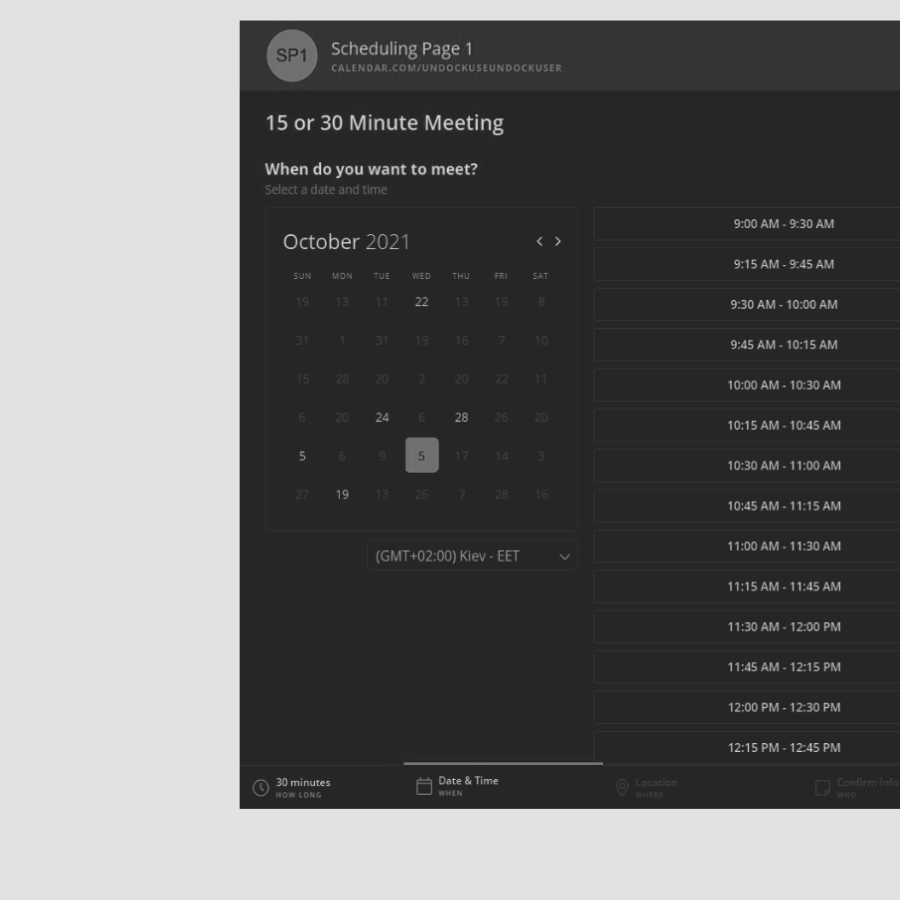 SP1
Scheduling Page 1
CALENDAR.COM/UNDOCKUSEUNDOCKUSER
15 or 30 Minute Meeting
When do you want to meet?
Select a date and time
October 2021
SUN MON TUE WED THU FRI SAT
19 13 11 22 13 19 8
31 1 31 19 16 7 10
15 28 20 2 20 22 11
6 20 24 6 28 26 20
5 6 9 5 17 14 3
27 19 13 26 7 28 16
(GMT+02:00) Kiev - EET
9:00 AM - 9:30 AM
9:15 AM - 9:45 AM
9:30 AM - 10:00 AM
9:45 AM - 10:15 AM
10:00 AM - 10:30 AM
10:15 AM - 10:45 AM
10:30 AM - 11:00 AM
10:45 AM - 11:15 AM
11:00 AM - 11:30 AM
11:15 AM - 11:45 AM
11:30 AM - 12:00 PM
11:45 AM - 12:15 PM
12:00 PM - 12:30 PM
12:15 PM - 12:45 PM
30 minutes
HOW LONG
Date & Time
WHEN
Location
WHERE
Confirm Info
WHO